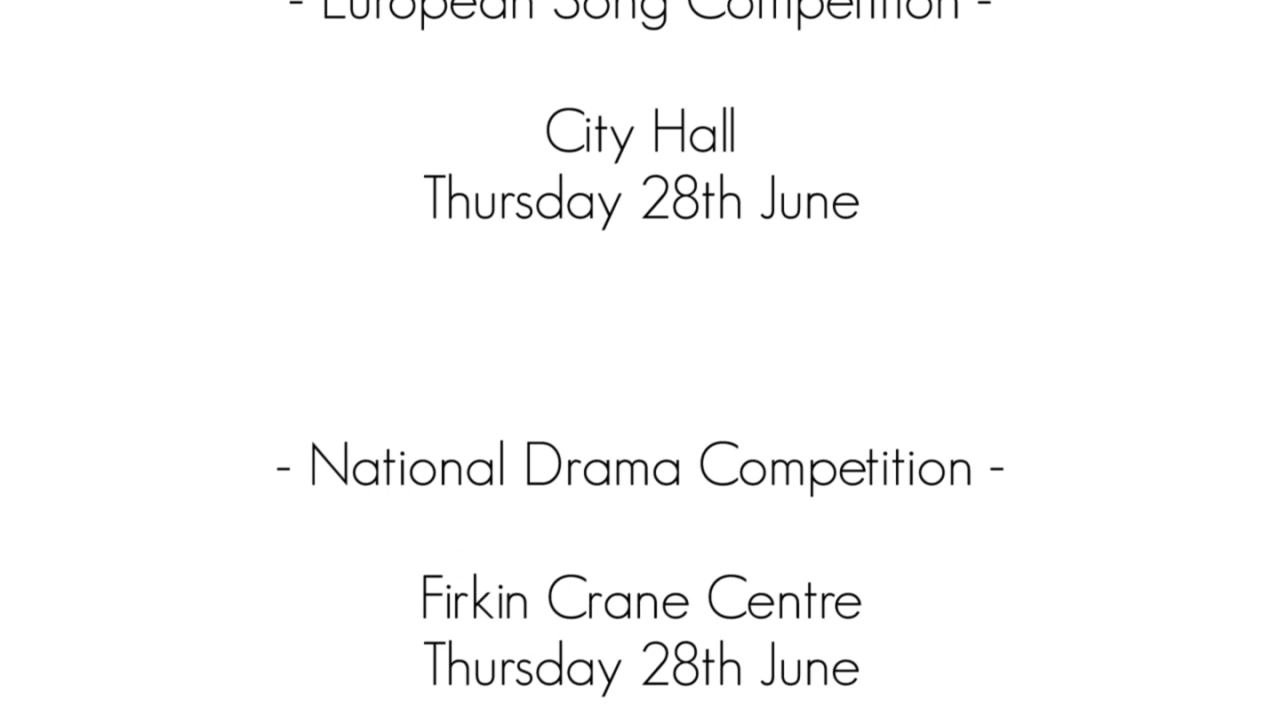 - European Song Competition -
City Hall
Thursday 28th June
- National Drama Competition -
Firkin Crane Centre
Thursday 28th June